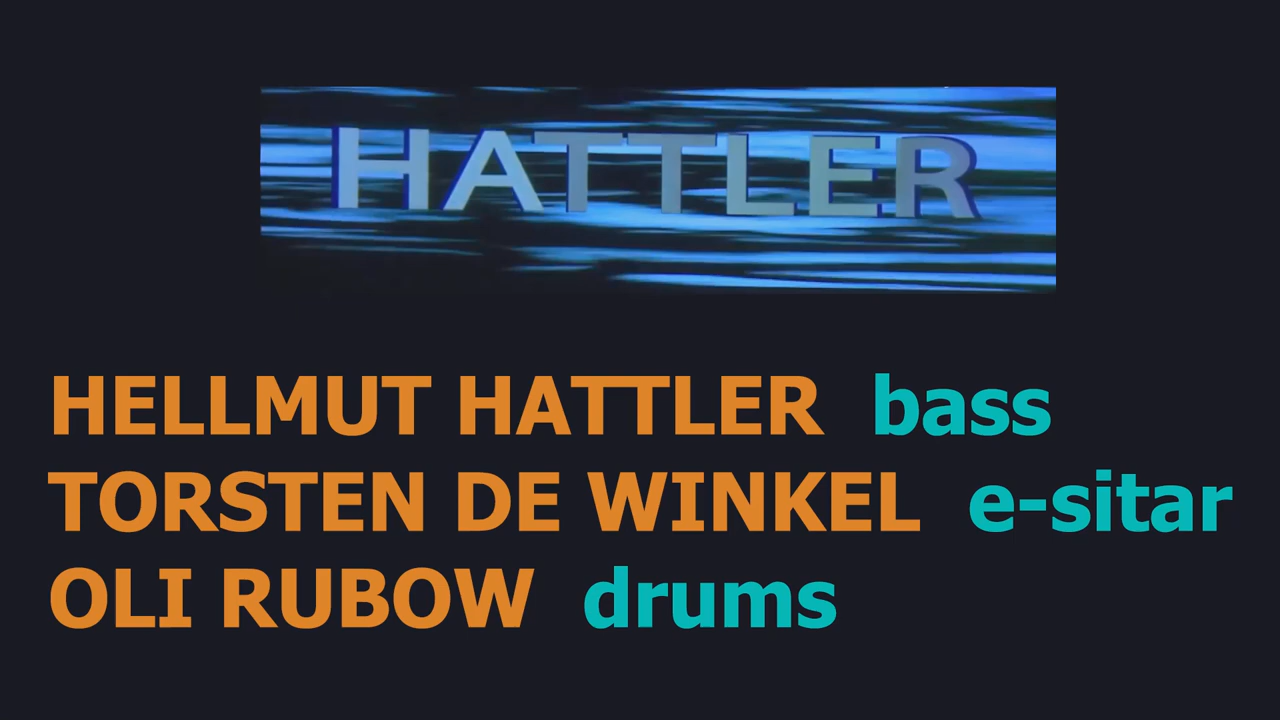 HATTLER
HELLMUT HATTLER bass
TORSTEN DE WINKEL e-sitar
OLI RUBOW drums